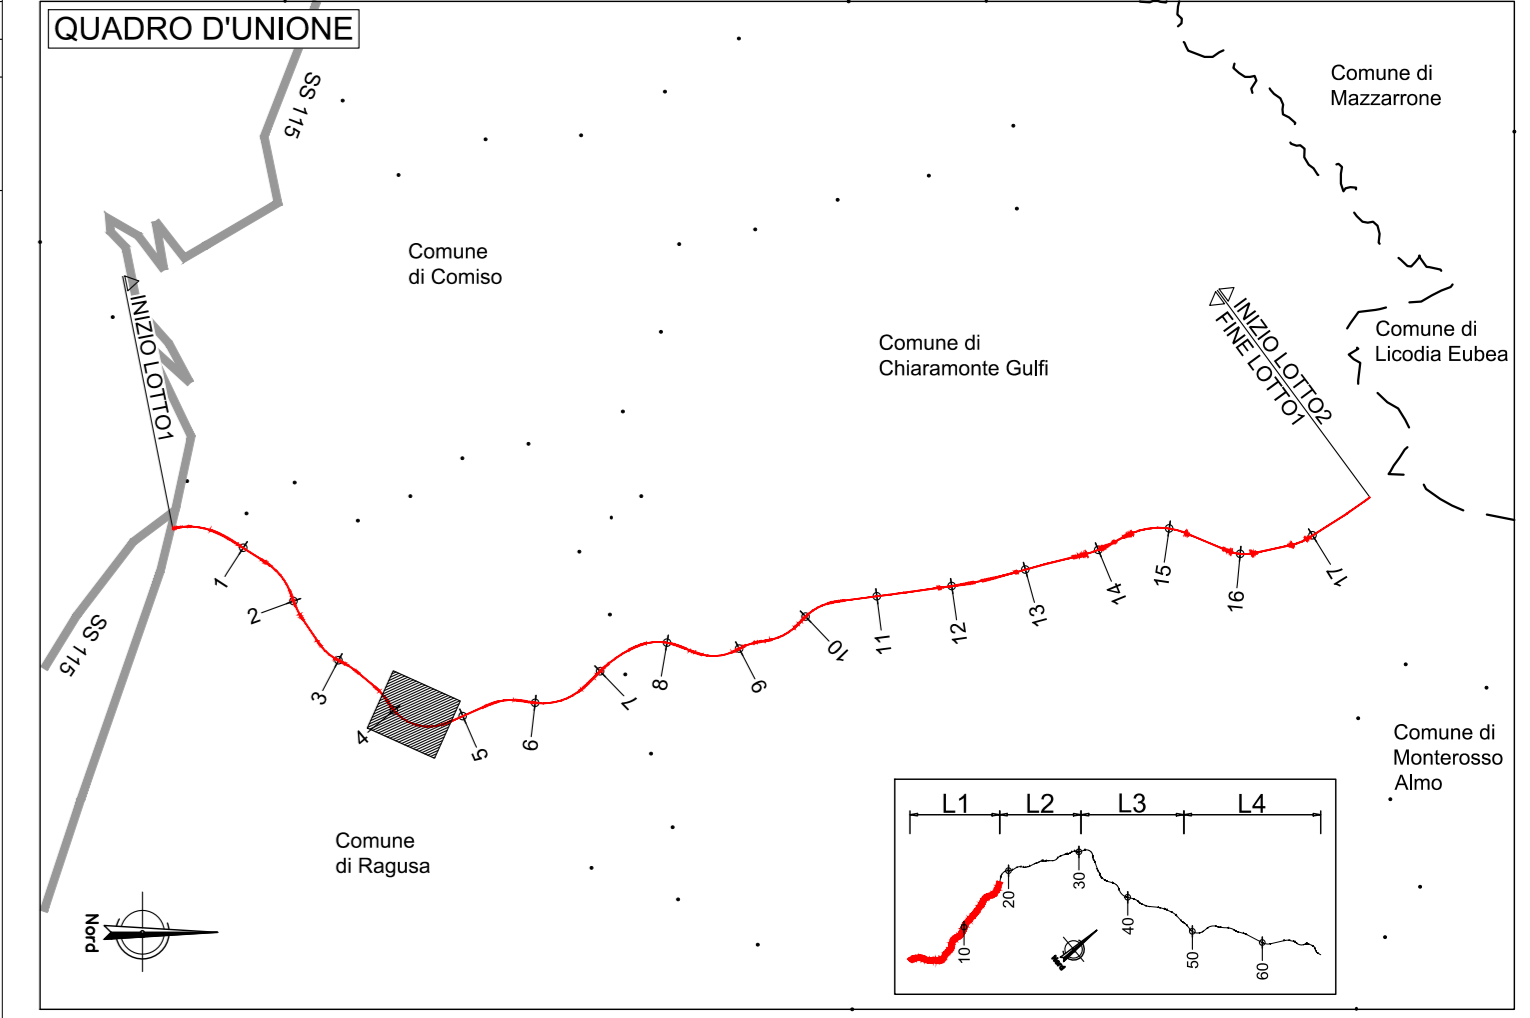 QUADRO D'UNIONE
SS 115
Comune di
Mazzarrone
Comune
di Comiso
INIZIO LOTTO1
Comune di
Chiaramonte Gulfi
INIZIO LOTTO2
FINE LOTTO1
Comune di
Licodia Eubea
1
2
3
4
5
6
7
8
9
10
11
12
13
14
15
16
17
SS 115
Comune di
Monterosso
Almo
Comune
di Ragusa
Nord
L1 L2 L3 L4
10
20
30
40
50
60
Nord